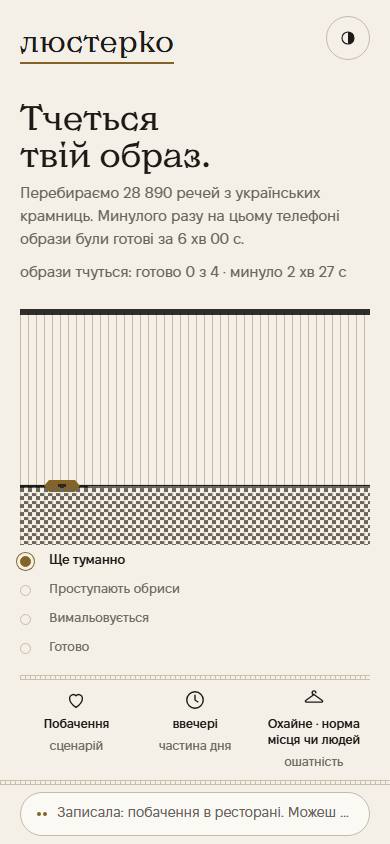 люстерко
Тчеться
твій образ.
Перебираємо 28 890 речей з українських
крамниць. Минулого разу на цьому телефоні
образи були готові за 6 хв 00 с.
образи тчуться: готово 0 з 4 · минуло 2 хв 27 с
Ще туманно
Проступають обриси
Вимальовується
Готово
Побачення
сценарій
ввечері
частина дня
Охайне · норма
місця чи людей
ошатність
Записала: побачення в ресторані. Можеш ...